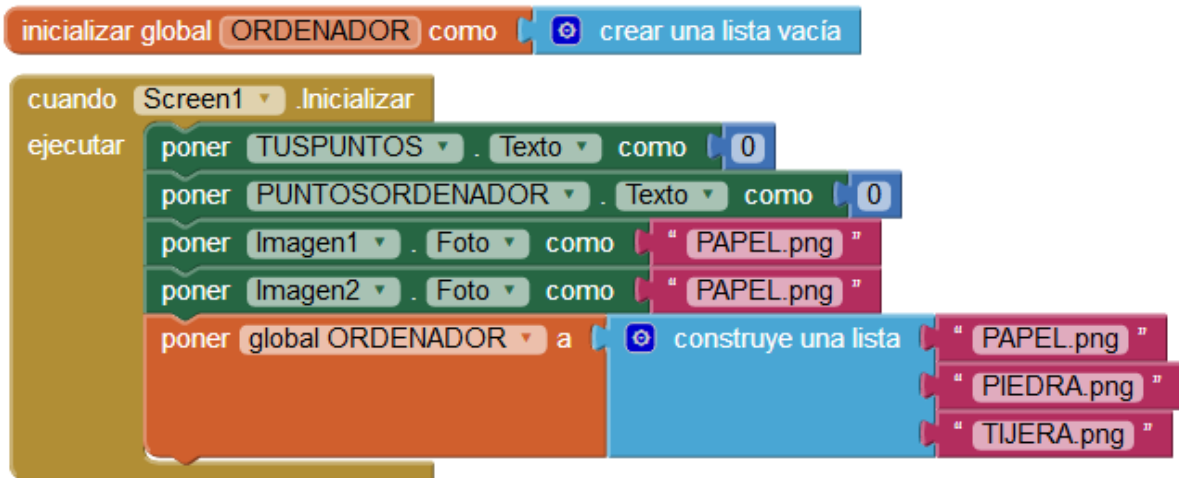 inicializar global ORDENADOR como crear una lista vacía
cuando Screen1 .Inicializar
ejecutar poner TUSPUNTOS . Texto como 0
poner PUNTOSORDENADOR . Texto como 0
poner Imagen1 . Foto como “ PAPEL.png ”
poner Imagen2 . Foto como “ PAPEL.png ”
poner global ORDENADOR a construye una lista “ PAPEL.png ”
“ PIEDRA.png ”
“ TIJERA.png ”